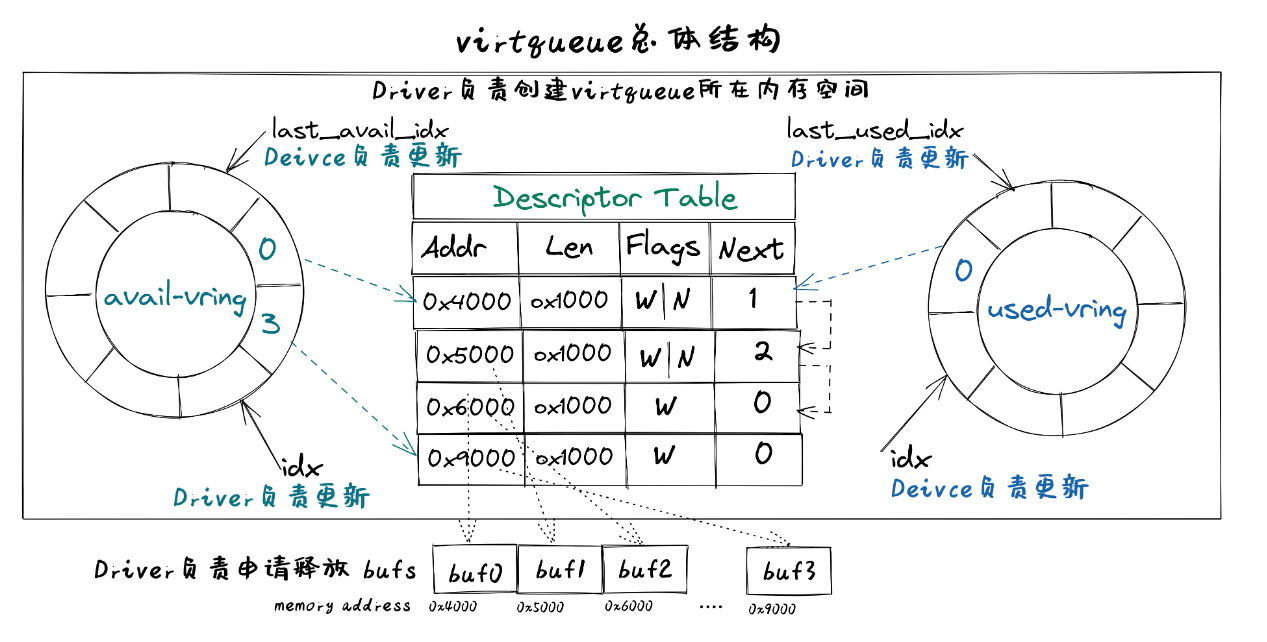 virtqueue总体结构
Driver负责创建virtqueue所在内存空间
last_avail_idx
Deivce负责更新
last_used_idx
Driver负责更新
Descriptor Table
Addr Len Flags Next
0x4000 0x1000 W|N 1
0x5000 0x1000 W|N 2
0x6000 0x1000 W 0
0x9000 0x1000 W 0
0
avail-vring
3
0
used-vring
idx
Driver负责更新
idx
Deivce负责更新
Driver负责申请释放 bufs
buf0 buf1 buf2 buf3
memory address 0x4000 0x5000 0x6000 .... 0x9000